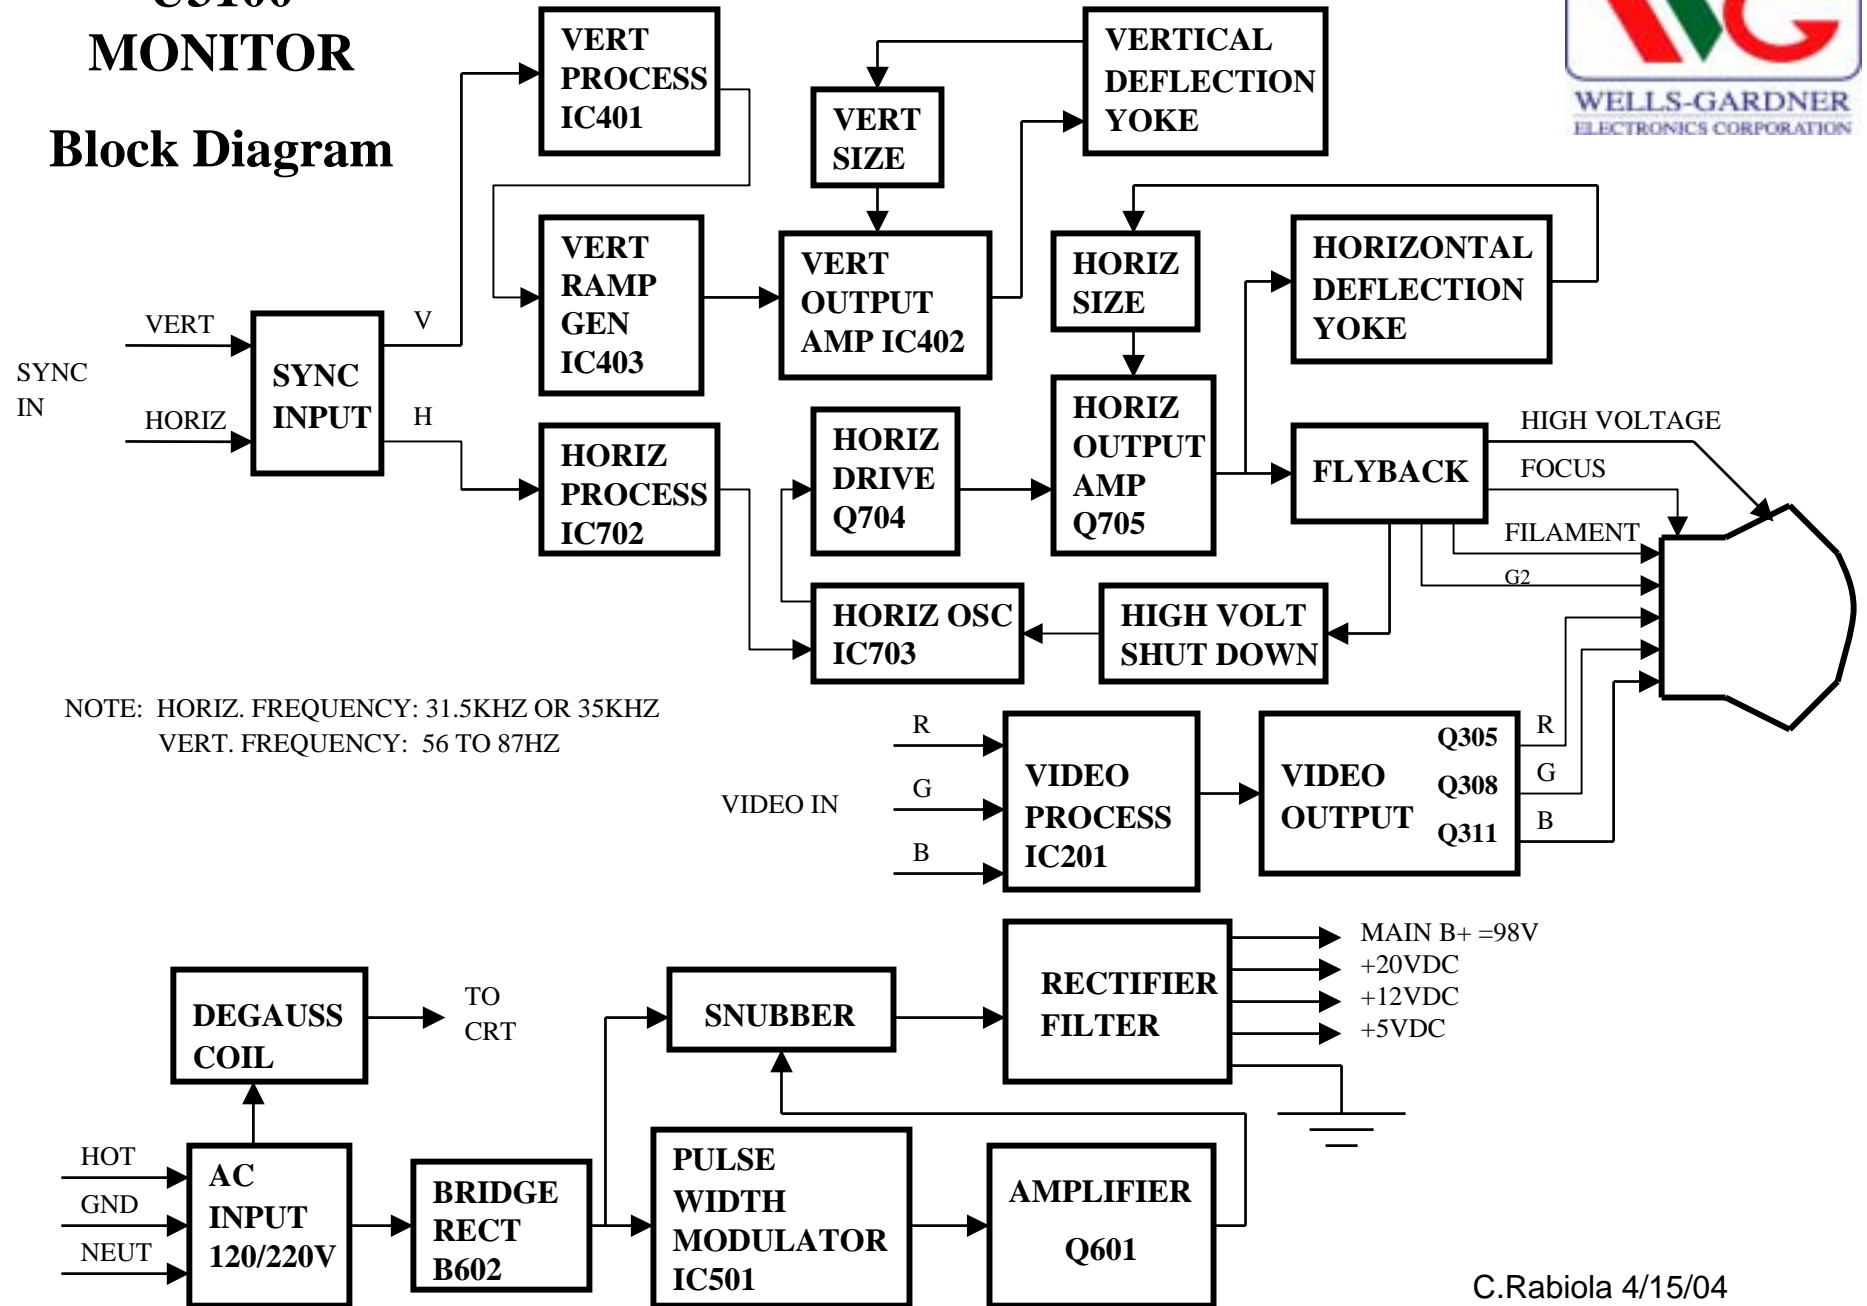 MONITOR
Block Diagram
VERT
PROCESS
IC401
VERTICAL
DEFLECTION
YOKE
VERT
SIZE
WELLS-GARDNER
ELECTRONICS CORPORATION
VERT
RAMP
GEN
IC403
VERT
OUTPUT
AMP IC402
HORIZ
SIZE
HORIZONTAL
DEFLECTION
YOKE
SYNC
IN
VERT
HORIZ
SYNC
INPUT
V
H
HORIZ
PROCESS
IC702
HORIZ
DRIVE
Q704
HORIZ
OUTPUT
AMP
Q705
FLYBACK
HIGH VOLTAGE
FOCUS
FILAMENT
G2
HORIZ OSC
IC703
HIGH VOLT
SHUT DOWN
NOTE: HORIZ. FREQUENCY: 31.5KHZ OR 35KHZ
VERT. FREQUENCY: 56 TO 87HZ
VIDEO IN
R
G
B
VIDEO
PROCESS
IC201
VIDEO
OUTPUT
Q305
Q308
Q311
R
G
B
DEGAUSS
COIL
TO
CRT
SNUBBER
RECTIFIER
FILTER
MAIN B+ =98V
+20VDC
+12VDC
+5VDC
HOT
GND
NEUT
AC
INPUT
120/220V
BRIDGE
RECT
B602
PULSE
WIDTH
MODULATOR
IC501
AMPLIFIER
Q601
C.Rabiola 4/15/04